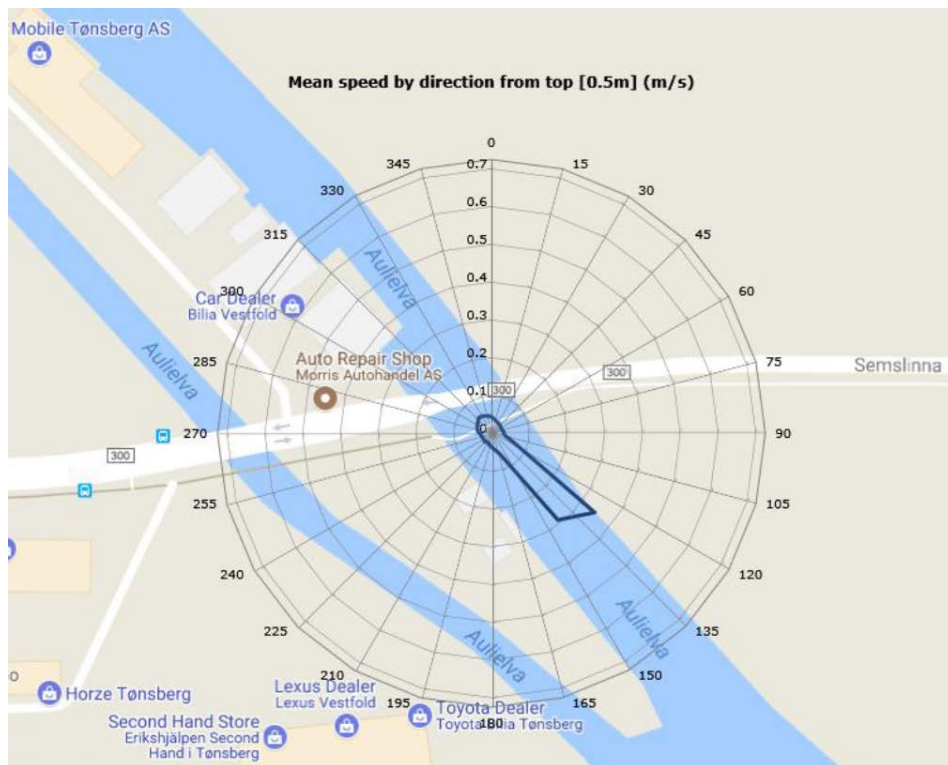 Mobile Tønsberg AS
Mean speed by direction from top [0.5m] (m/s)
0
345
0.7
15
330
0.6
30
315
0.5
45
Aulielva
0.4
300
60
Car Dealer
Bilia Vestfold
0.3
Aulielva
285
Auto Repair Shop
0.2
75
Morris Autohandel AS
300
Semslinna
0.1
300
270
0
90
300
255
105
240
120
225
Aulielva
135
Aulielva
210
150
Horze Tønsberg
Lexus Dealer
Lexus Vestfold
195
165
Toyota Dealer
180
Second Hand Store
Erikshjälpen Second
Hand i Tønsberg